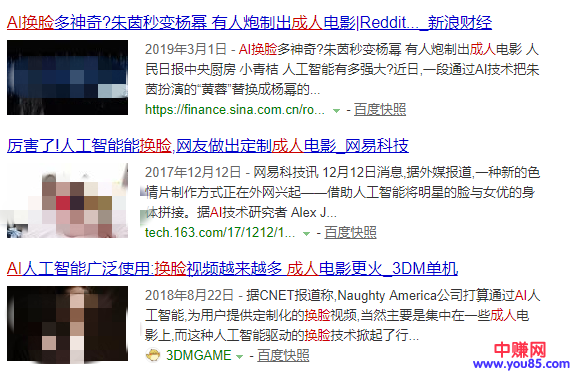 AI换脸多神奇?朱茵秒变杨幂 有人炮制出成人电影|Reddit..._新浪财经
2019年3月1日 - AI换脸多神奇?朱茵秒变杨幂 有人炮制出成人电影 人
民日报中央厨房 小青桔 人工智能有多强大?近日,一段通过AI技术把朱
茵扮演的“黄蓉”替换成杨幂的...
https://finance.sina.com.cn/ro... - 百度快照
厉害了!人工智能能换脸,网友做出定制成人电影_网易科技
2017年12月12日 - 网易科技讯 12月12日消息,据外媒报道,一种新的色
情片制作方式正在外网兴起——借助人工智能将明星的脸与女优的身
体拼接。据AI技术研究者 Alex J...
tech.163.com/17/1212/1... - 百度快照
AI人工智能广泛使用:换脸视频越来越多 成人电影更火_3DM单机
2018年8月22日 - 据CNET报道称,Naughty America公司打算通过AI人
工智能,为用户提供定制化的换脸视频,当然主要是集中在一些成人电
影上,而这种人工智能驱动的换脸技术掀起了行...
3DMGAME - 百度快照
中赚网
www.you85.com